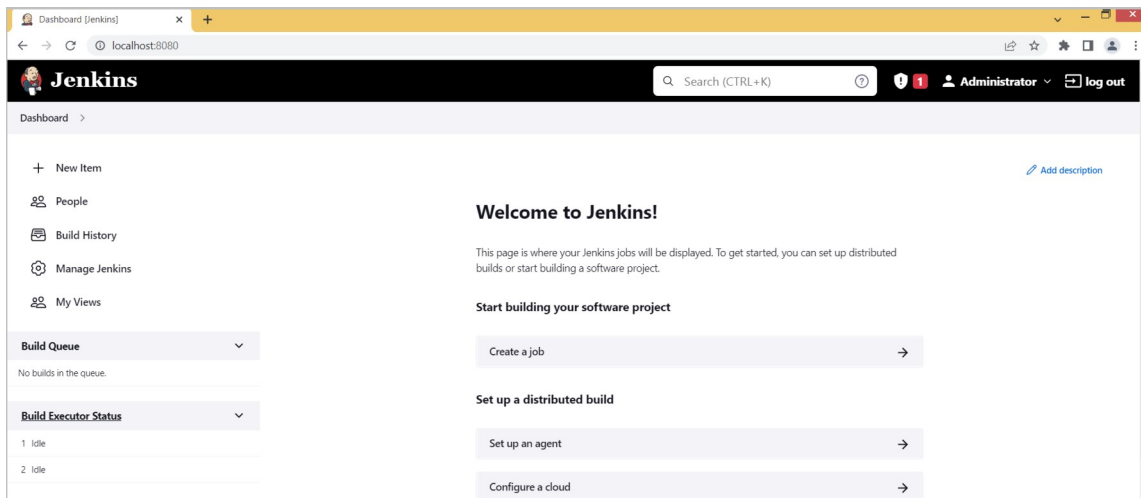 Dashboard [Jenkins]
localhost:8080
Jenkins
Search (CTRL+K)
1
Administrator
log out
Dashboard
New Item
Add description
People
Welcome to Jenkins!
Build History
This page is where your Jenkins jobs will be displayed. To get started, you can set up distributed
builds or start building a software project.
Manage Jenkins
My Views
Start building your software project
Build Queue
Create a job
No builds in the queue.
Set up a distributed build
Build Executor Status
1 Idle
Set up an agent
2 Idle
Configure a cloud